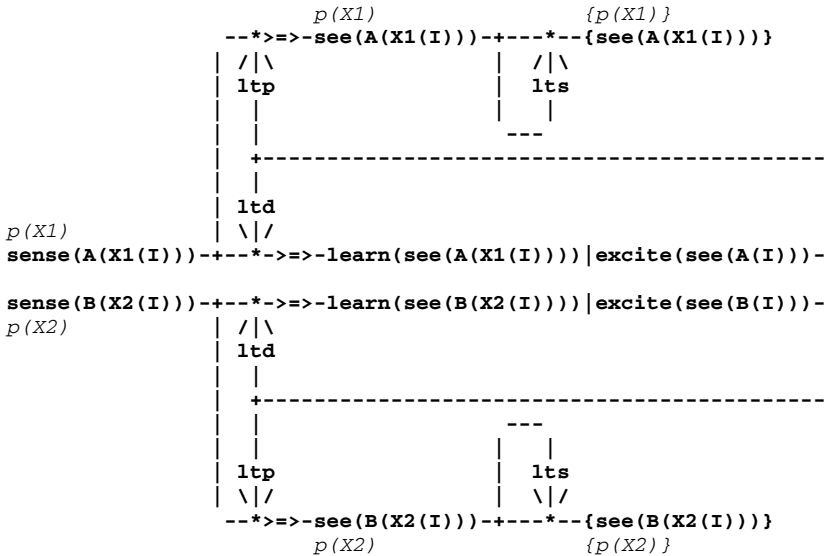 p(X1) {p(X1)}
--*>=>-see(A(X1(I)))-+---*--{see(A(X1(I)))}
| /|\ | /|\
| ltp | lts
| | | |
| | ---
| +--------------------------------------------
| |
| ltd
p(X1) | \|/
sense(A(X1(I)))-+--*->=>-learn(see(A(X1(I))))|excite(see(A(I)))-
sense(B(X2(I)))-+--*->=>-learn(see(B(X2(I))))|excite(see(B(I)))-
p(X2) | /|\
| ltd
| |
| +--------------------------------------------
| | ---
| | | |
| ltp | lts
| \|/ | \|/
--*>=>-see(B(X2(I)))-+---*--{see(B(X2(I)))}
p(X2) {p(X2)}